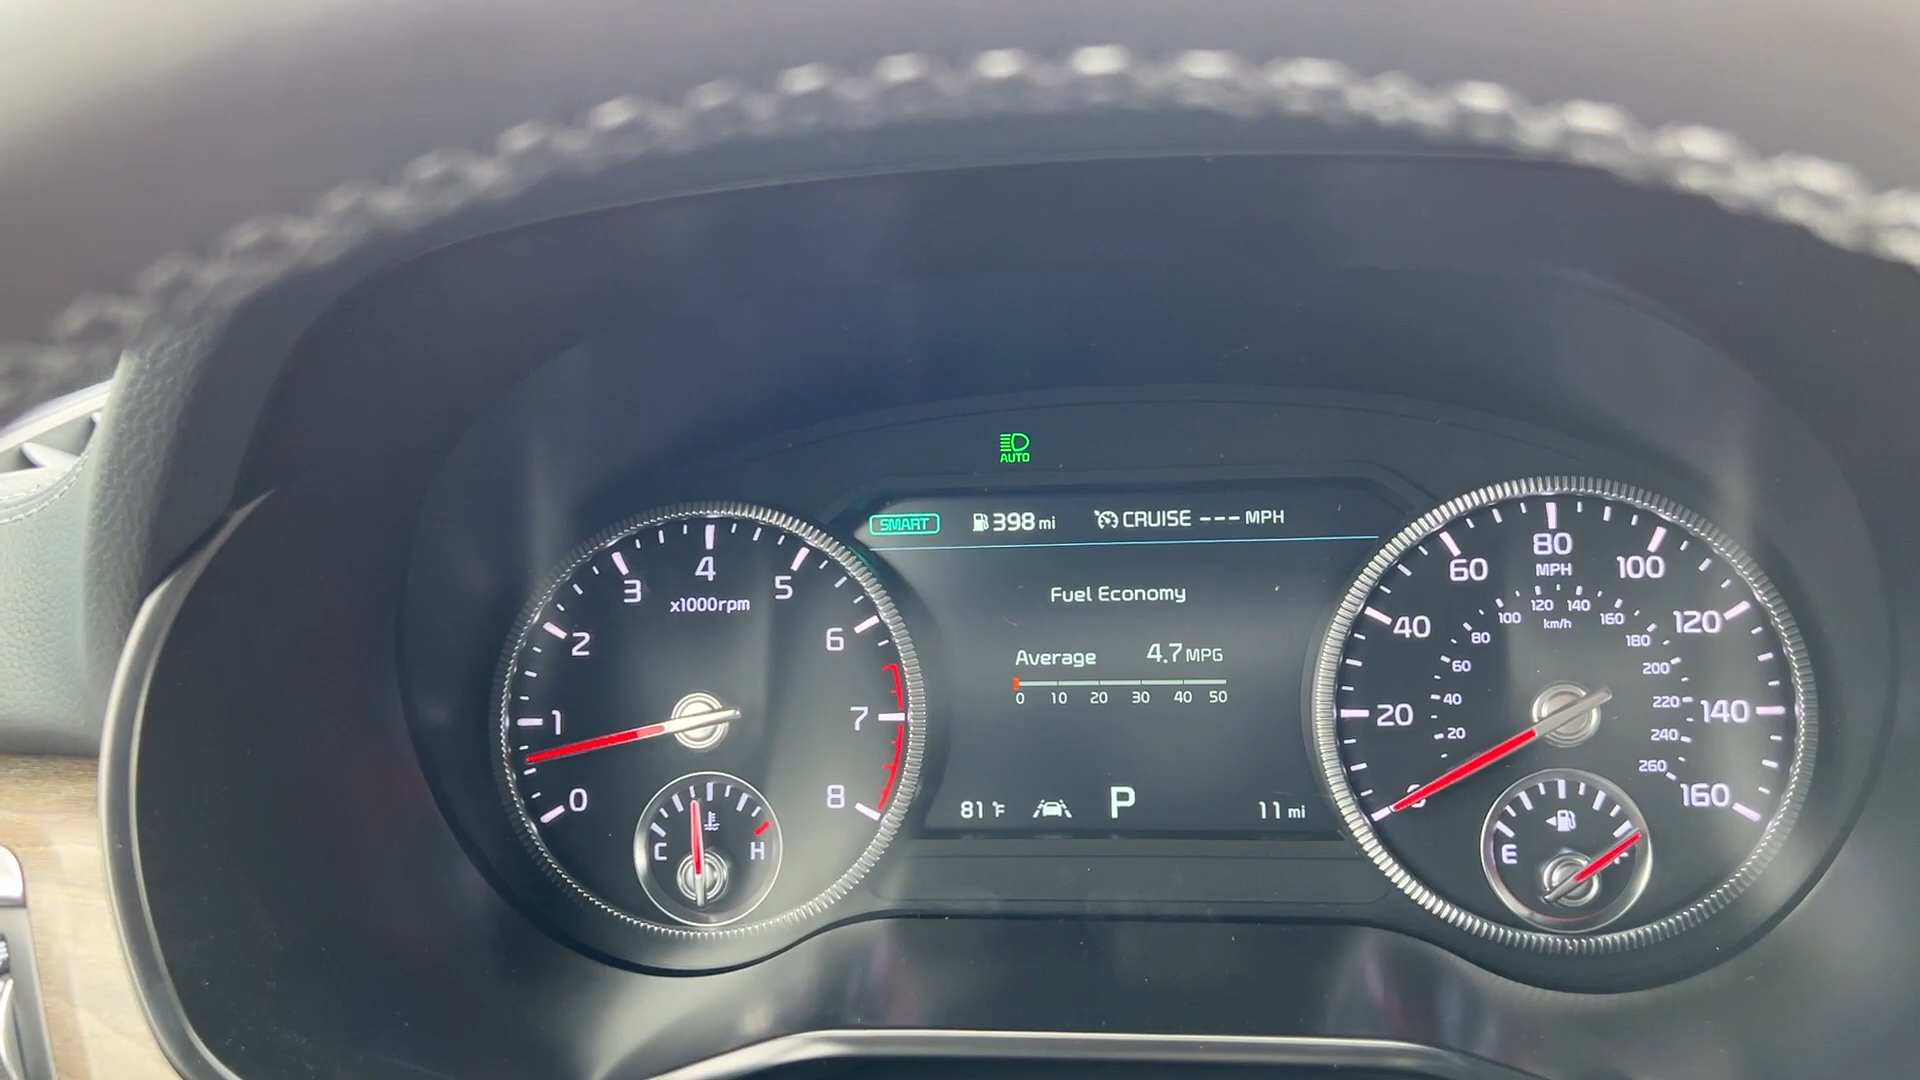 AUTO
SMART 398 mi CRUISE --- MPH
Fuel Economy
Average 4.7 MPG
0 10 20 30 40 50
81 °F P 11 mi
0 1 2 3 4 5 6 7 8
x1000rpm
C H
0 20 40 60 80 100 120 140 160
MPH
20 40 60 80 100 120 140 160 180 200 220 240 260
km/h
E